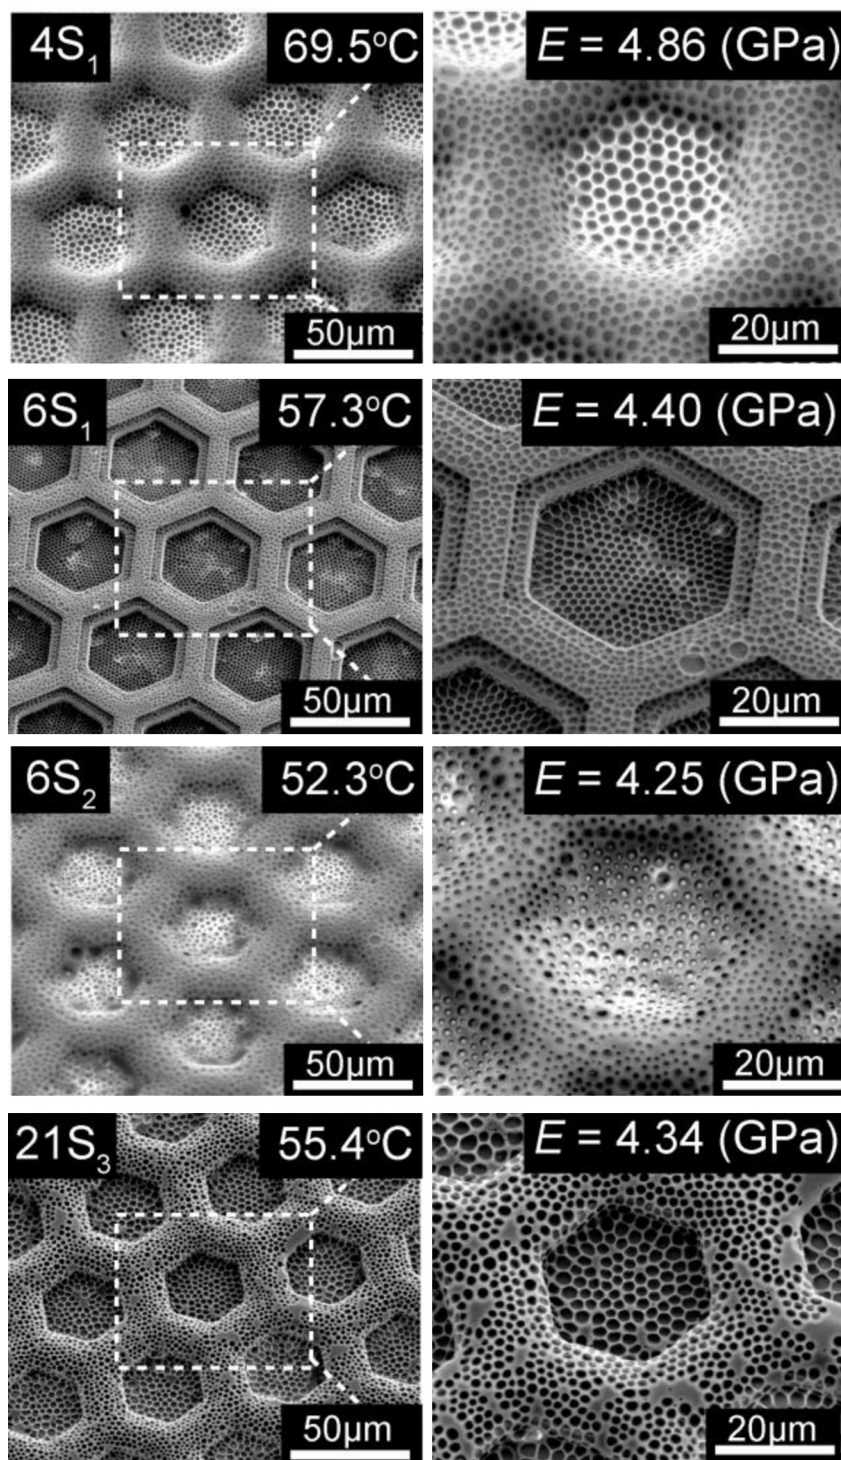 4S₁ 69.5°C E = 4.86 (GPa)
50µm 20µm
6S₁ 57.3°C E = 4.40 (GPa)
50µm 20µm
6S₂ 52.3°C E = 4.25 (GPa)
50µm 20µm
21S₃ 55.4°C E = 4.34 (GPa)
50µm 20µm